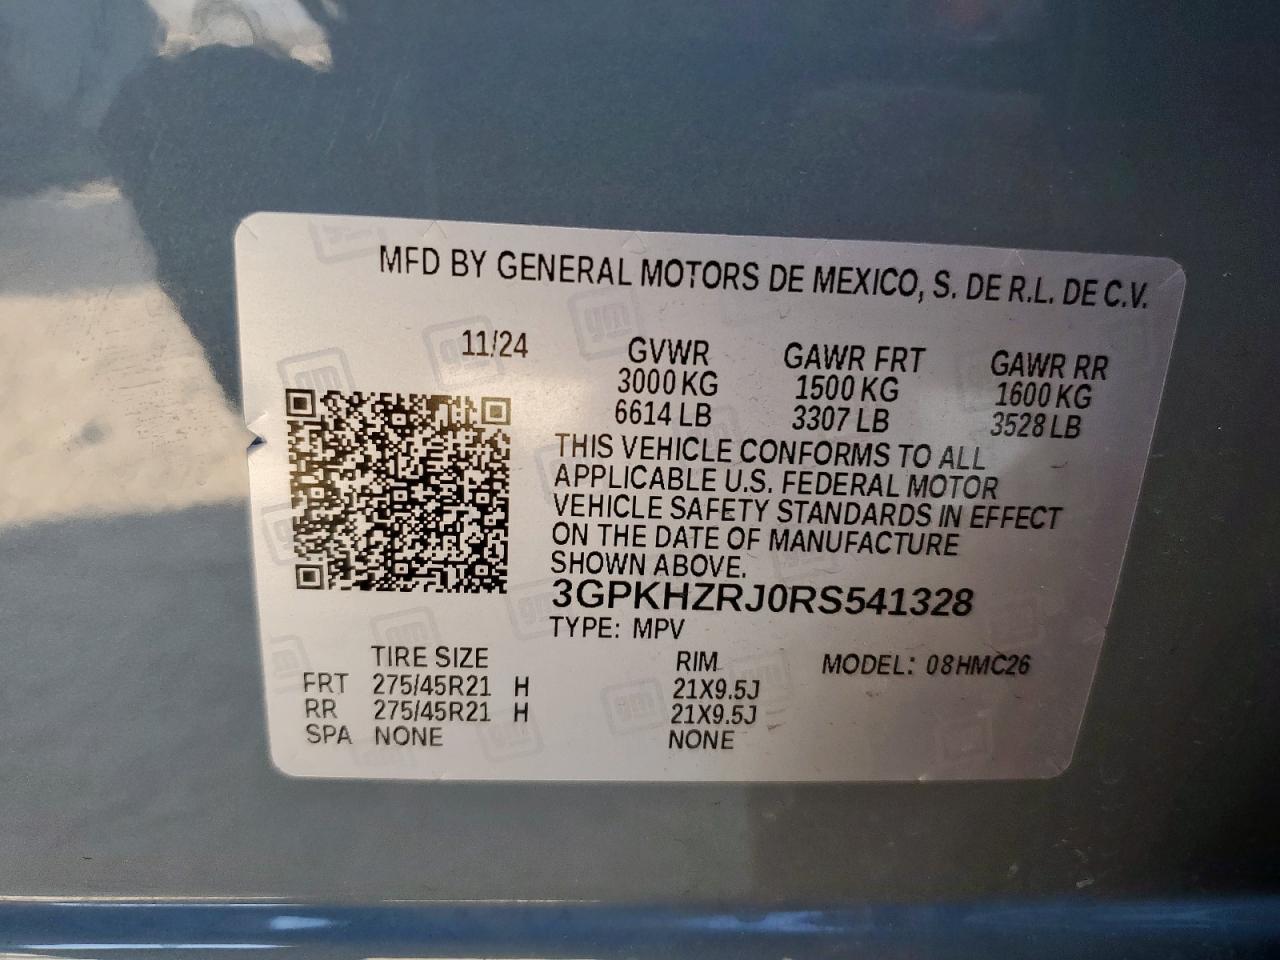 MFD BY GENERAL MOTORS DE MEXICO, S. DE R.L. DE C.V.
11/24 GVWR GAWR FRT GAWR RR
3000 KG 1500 KG 1600 KG
6614 LB 3307 LB 3528 LB
THIS VEHICLE CONFORMS TO ALL
APPLICABLE U.S. FEDERAL MOTOR
VEHICLE SAFETY STANDARDS IN EFFECT
ON THE DATE OF MANUFACTURE
SHOWN ABOVE.
3GPKHZRJ0RS541328
TYPE: MPV
TIRE SIZE RIM MODEL: 08HMC26
FRT 275/45R21 H 21X9.5J
RR 275/45R21 H 21X9.5J
SPA NONE NONE